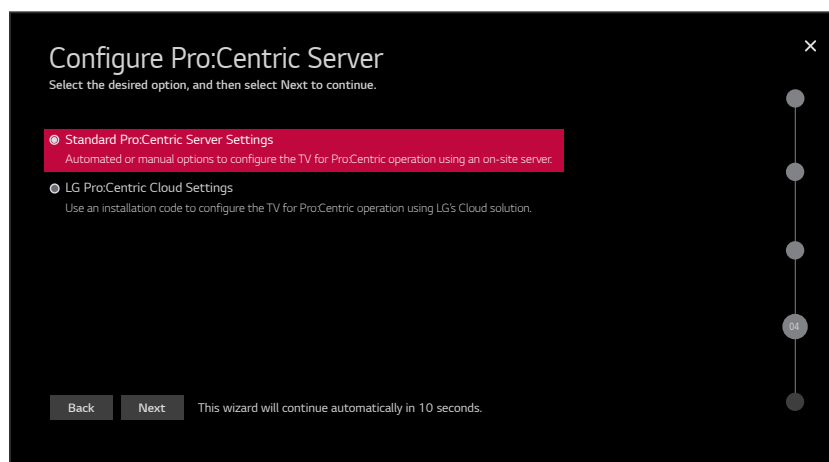 Configure Pro:Centric Server
Select the desired option, and then select Next to continue.
Standard Pro:Centric Server Settings
Automated or manual options to configure the TV for Pro:Centric operation using an on-site server.
LG Pro:Centric Cloud Settings
Use an installation code to configure the TV for Pro:Centric operation using LG's Cloud solution.
04
Back Next This wizard will continue automatically in 10 seconds.